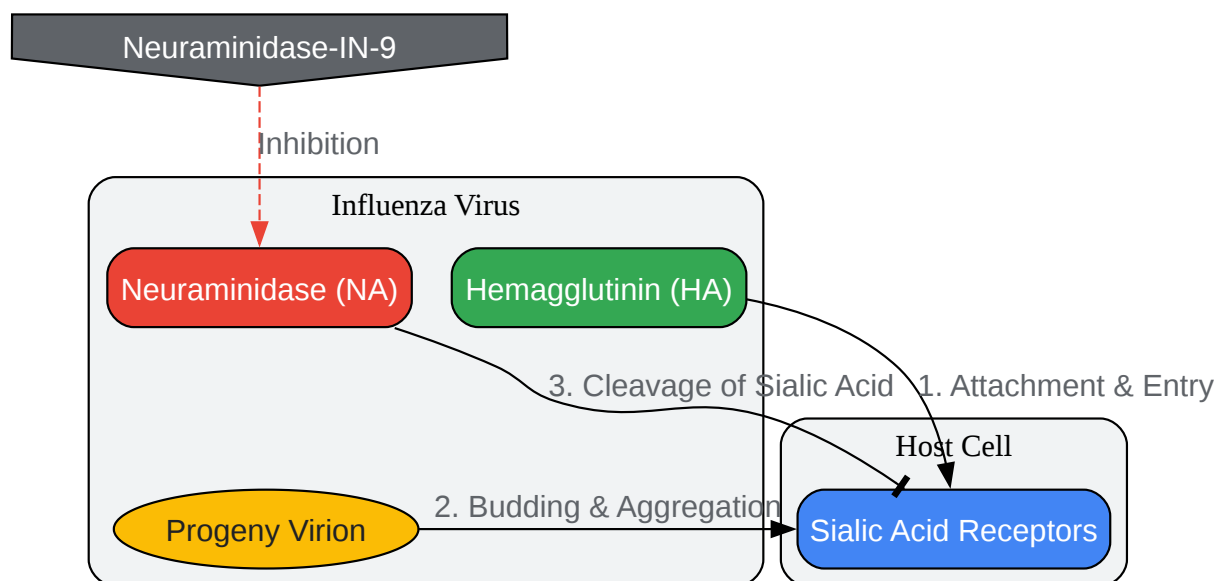 Neuraminidase-IN-9
Inhibition
Influenza Virus
Neuraminidase (NA)
Hemagglutinin (HA)
3. Cleavage of Sialic Acid
1. Attachment & Entry
Host Cell
2. Budding & Aggregation
Progeny Virion
Sialic Acid Receptors